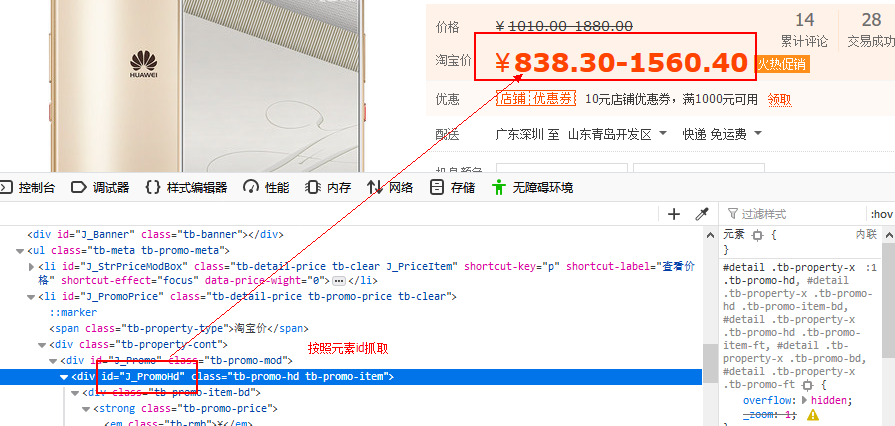 HUAWEI
价格 ¥ 1010.00-1880.00
14
累计评论
28
交易成功
淘宝价 ¥838.30-1560.40 火热促销
优惠 店铺 优惠券 10元店铺优惠券，满1000元可用 领取
配送 广东深圳 至 山东青岛开发区 快递 免运费
控制台 调试器 {} 样式编辑器 性能 内存 网络 存储 无障碍环境
+ 过滤样式 :hov
<div id="J_Banner" class="tb-banner"></div>
<ul class="tb-meta tb-promo-meta">
<li id="J_StrPriceModBox" class="tb-detail-price tb-clear J_PriceItem" shortcut-key="p" shortcut-label="查看价
格" shortcut-effect="focus" data-price-wight="0">⋯</li>
<li id="J_PromoPrice" class="tb-detail-price tb-promo-price tb-clear">
::marker
<span class="tb-property-type">淘宝价</span>
<div class="tb-property-cont">
按照元素id抓取
<div id="J_Promo" class="tb-promo-mod">
<div id="J_PromoHd" class="tb-promo-hd tb-promo-item">
<div class="tb-promo-item-bd">
<strong class="tb-promo-price">
<em class="tb-rmb">¥</em>
元素 { 内联
}
#detail .tb-property-x :1
.tb-promo-hd, #detail
.tb-property-x .tb-promo-
hd .tb-promo-item-bd,
#detail .tb-property-x
.tb-promo-hd .tb-promo-
item-ft, #detail .tb-
property-x .tb-promo-bd,
#detail .tb-property-x
.tb-promo-ft {
overflow: hidden;
_zoom: 1;